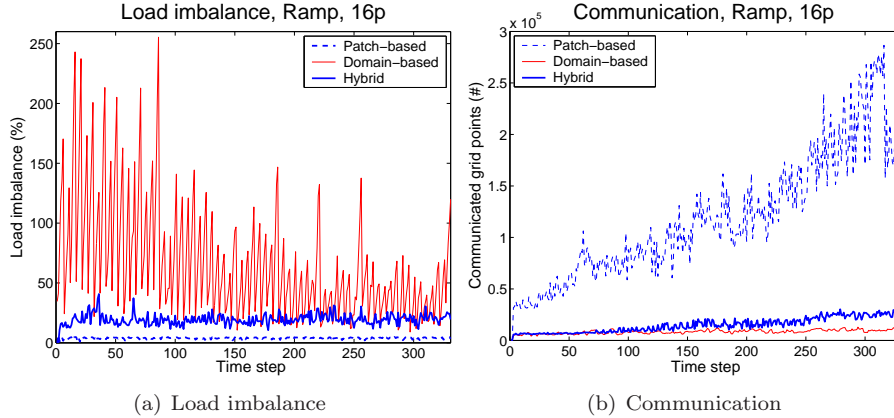 Load imbalance, Ramp, 16p
250
200
150
100
50
0
Load imbalance (%)
Patch-based
Domain-based
Hybrid
0 50 100 150 200 250 300
Time step
(a) Load imbalance
Communication, Ramp, 16p
x 10^5
3
2.5
2
1.5
1
0.5
0
Communicated grid points (#)
Patch-based
Domain-based
Hybrid
0 50 100 150 200 250 300
Time step
(b) Communication